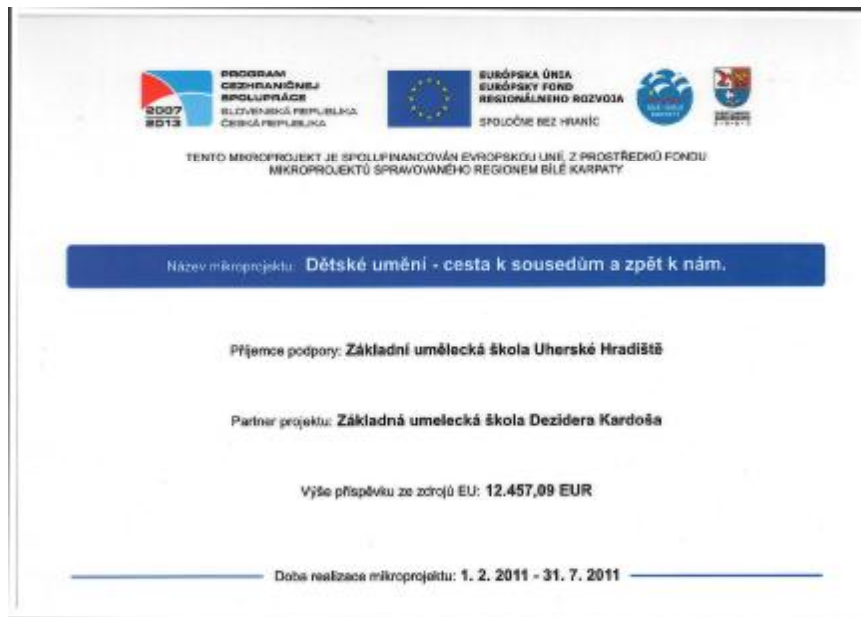 PROGRAM
CEZHRANIČNEJ
SPOLUPRÁCE
SLOVENSKÁ REPUBLIKA
ČESKÁ REPUBLIKA
2007
2013
EURÓPSKA ÚNIA
EURÓPSKY FOND
REGIONÁLNEHO ROZVOJA
SPOLOČNE BEZ HRANÍC
TENTO MIKROPROJEKT JE SPOLUFINANCOVÁN EVROPSKOU UNIÍ, Z PROSTŘEDKŮ FONDU
MIKROPROJEKTŮ SPRAVOVANÉHO REGIONEM BÍLÉ KARPATY
Název mikroprojektu: Dětské umění - cesta k sousedům a zpět k nám.
Příjemce podpory: Základní umělecká škola Uherské Hradiště
Partner projektu: Základná umelecká škola Dezidera Kardoša
Výše příspěvku ze zdrojů EU: 12.457,09 EUR
Doba realizace mikroprojektu: 1. 2. 2011 - 31. 7. 2011